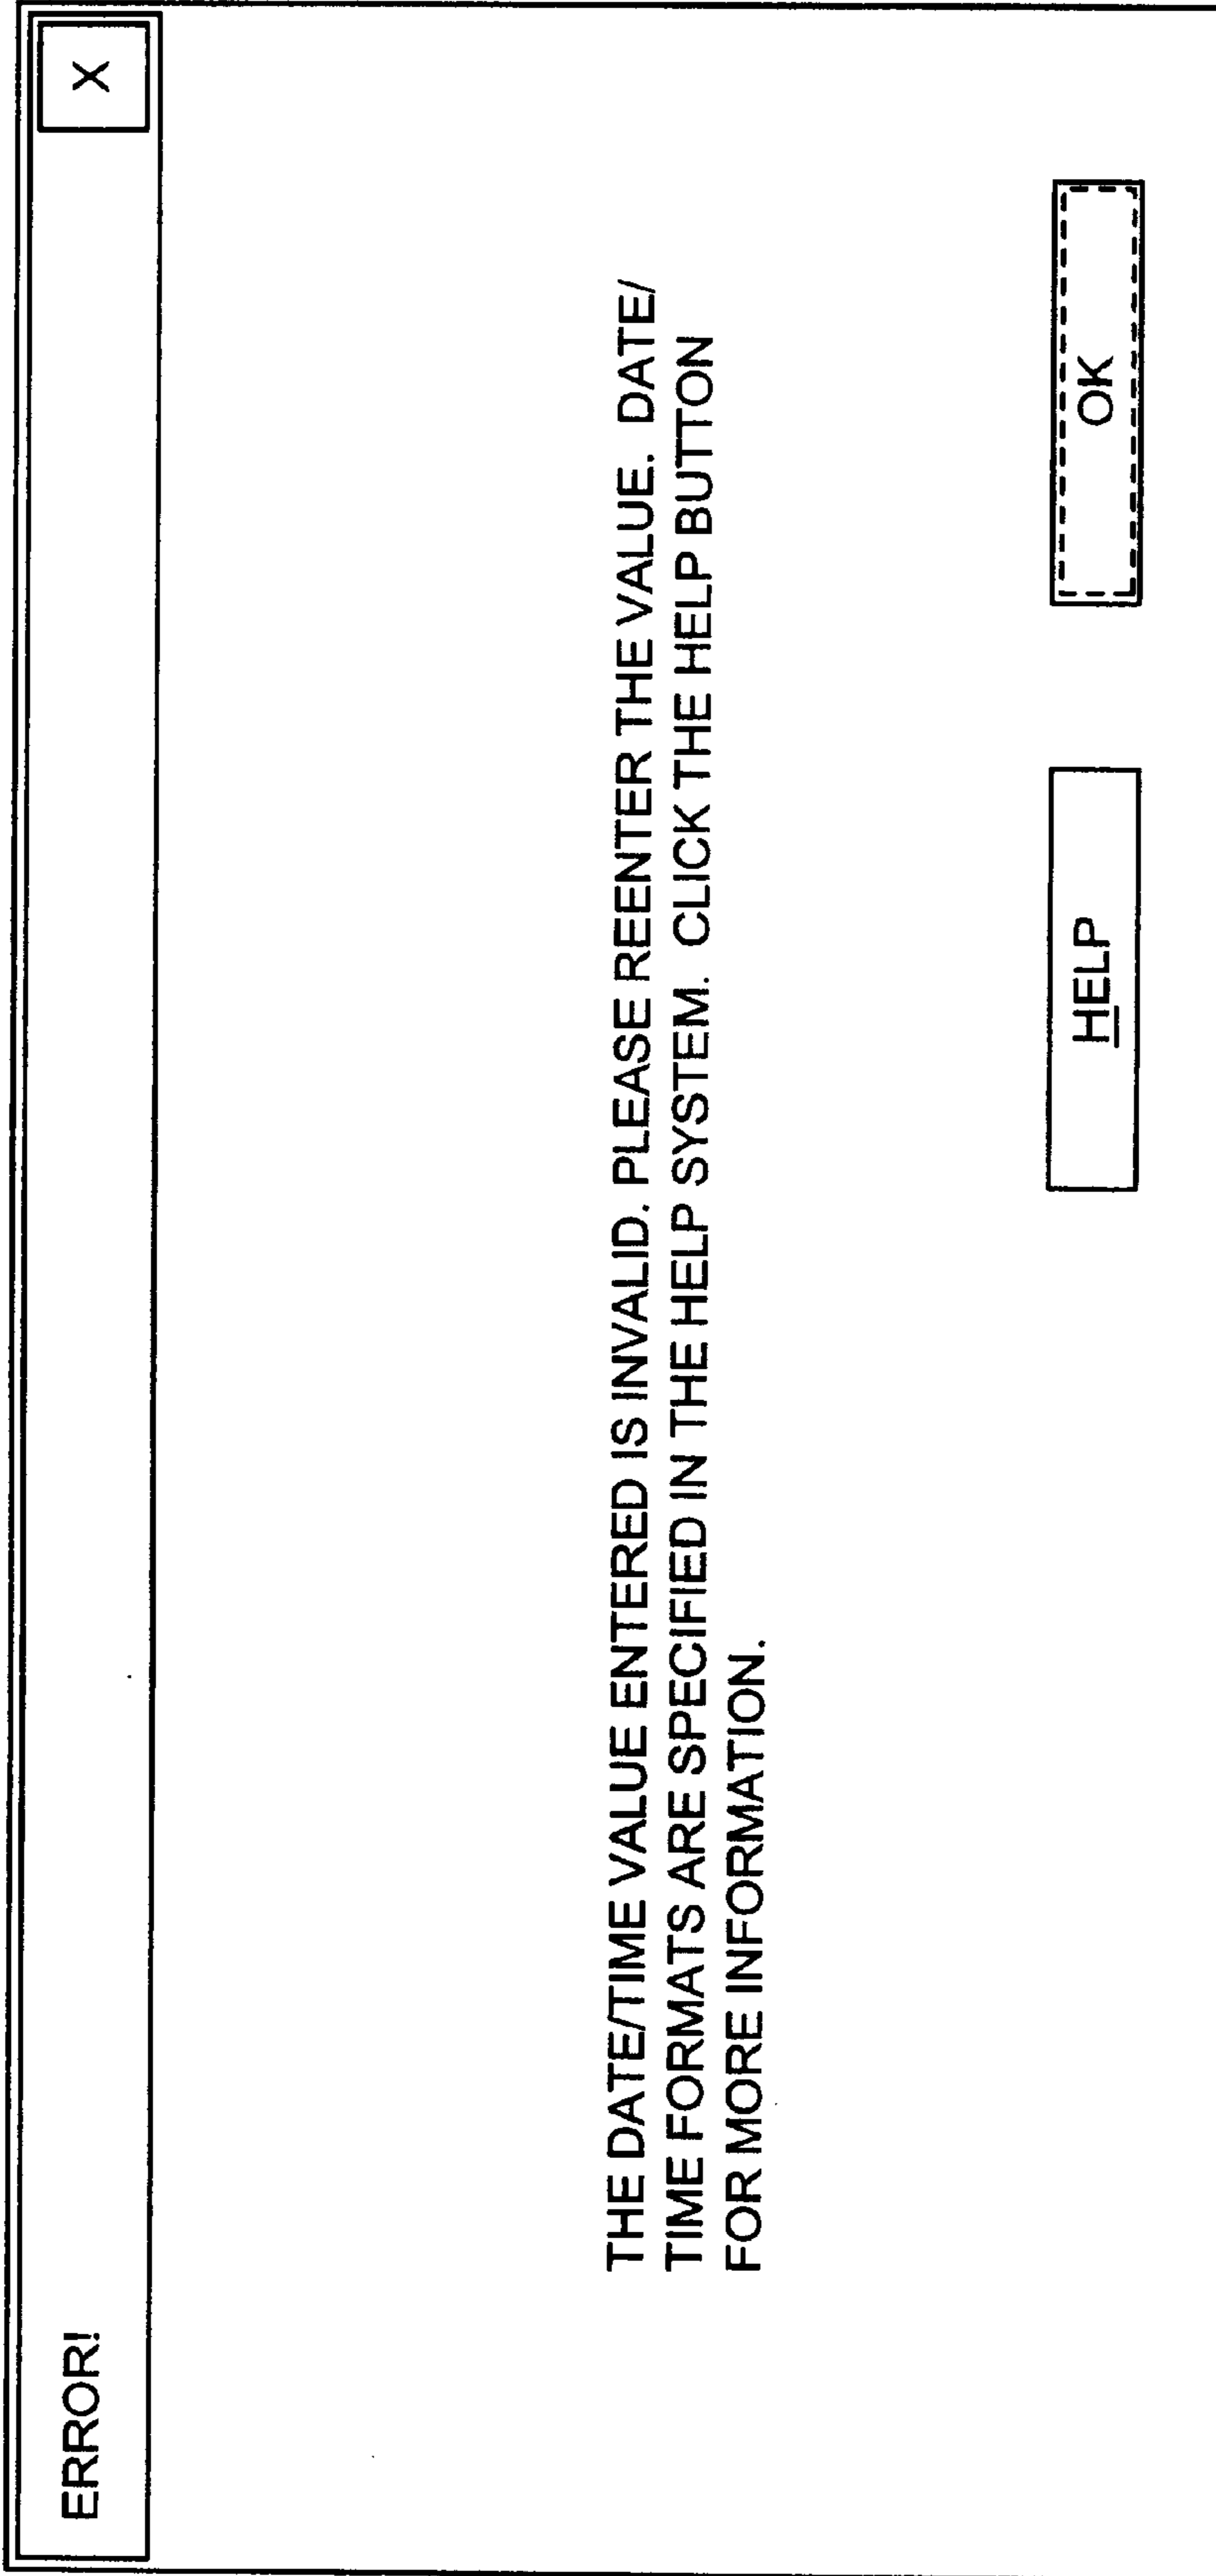 ERROR!
X
THE DATE/TIME VALUE ENTERED IS INVALID. PLEASE REENTER THE VALUE. DATE/
TIME FORMATS ARE SPECIFIED IN THE HELP SYSTEM. CLICK THE HELP BUTTON
FOR MORE INFORMATION.
HELP
OK